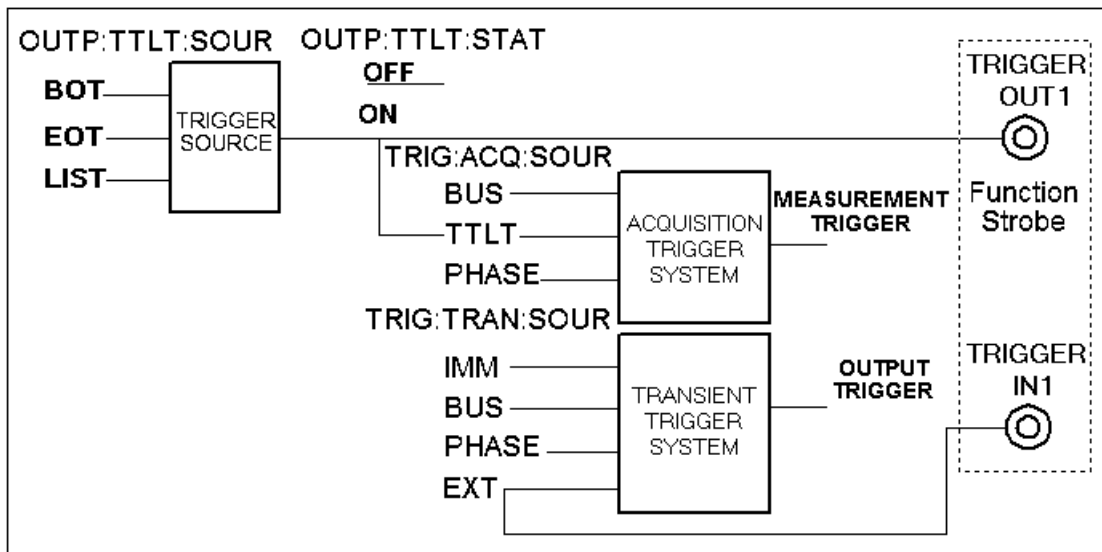 OUTP:TTLT:SOUR
OUTP:TTLT:STAT
BOT
EOT
LIST
TRIGGER
SOURCE
OFF
ON
TRIGGER
OUT1
Function
Strobe
TRIG:ACQ:SOUR
BUS
TTLT
PHASE
ACQUISITION
TRIGGER
SYSTEM
MEASUREMENT
TRIGGER
TRIG:TRAN:SOUR
IMM
BUS
PHASE
EXT
TRANSIENT
TRIGGER
SYSTEM
OUTPUT
TRIGGER
TRIGGER
IN1